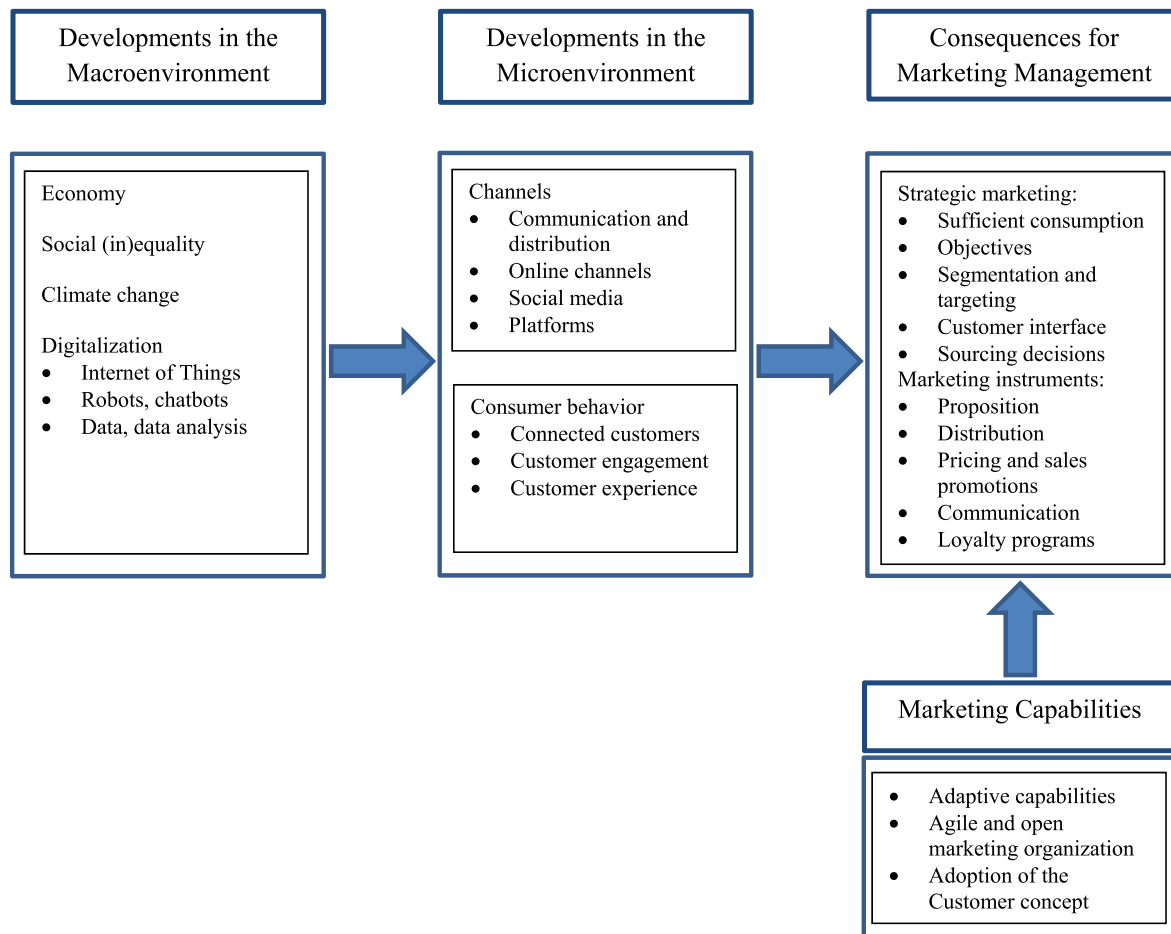 Developments in the
Macroenvironment
Developments in the
Microenvironment
Consequences for
Marketing Management
Economy
Social (in)equality
Climate change
Digitalization
• Internet of Things
• Robots, chatbots
• Data, data analysis
Channels
• Communication and
distribution
• Online channels
• Social media
• Platforms
Consumer behavior
• Connected customers
• Customer engagement
• Customer experience
Strategic marketing:
• Sufficient consumption
• Objectives
• Segmentation and
targeting
• Customer interface
• Sourcing decisions
Marketing instruments:
• Proposition
• Distribution
• Pricing and sales
promotions
• Communication
• Loyalty programs
Marketing Capabilities
• Adaptive capabilities
• Agile and open
marketing organization
• Adoption of the
Customer concept